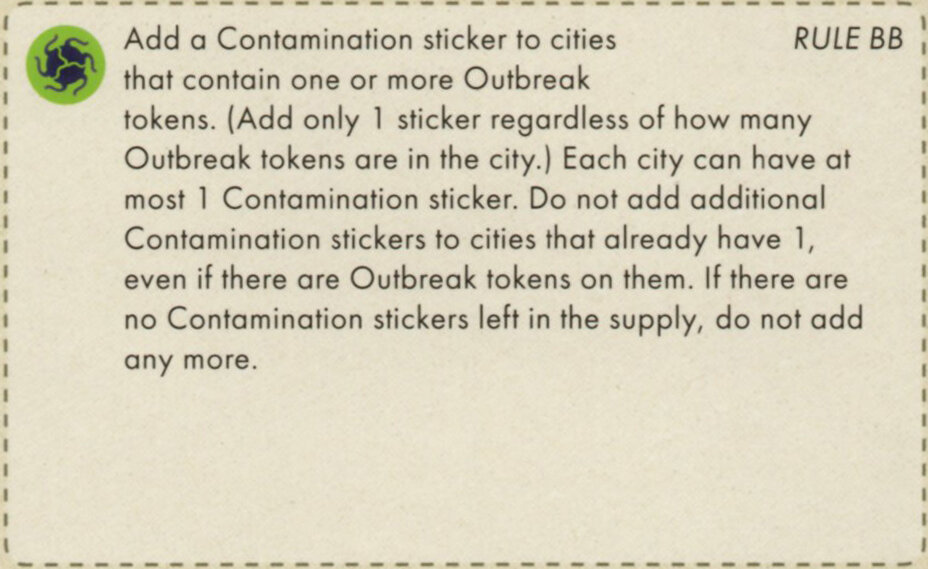 Add a Contamination sticker to cities RULE BB
that contain one or more Outbreak
tokens. (Add only 1 sticker regardless of how many
Outbreak tokens are in the city.) Each city can have at
most 1 Contamination sticker. Do not add additional
Contamination stickers to cities that already have 1,
even if there are Outbreak tokens on them. If there are
no Contamination stickers left in the supply, do not add
any more.